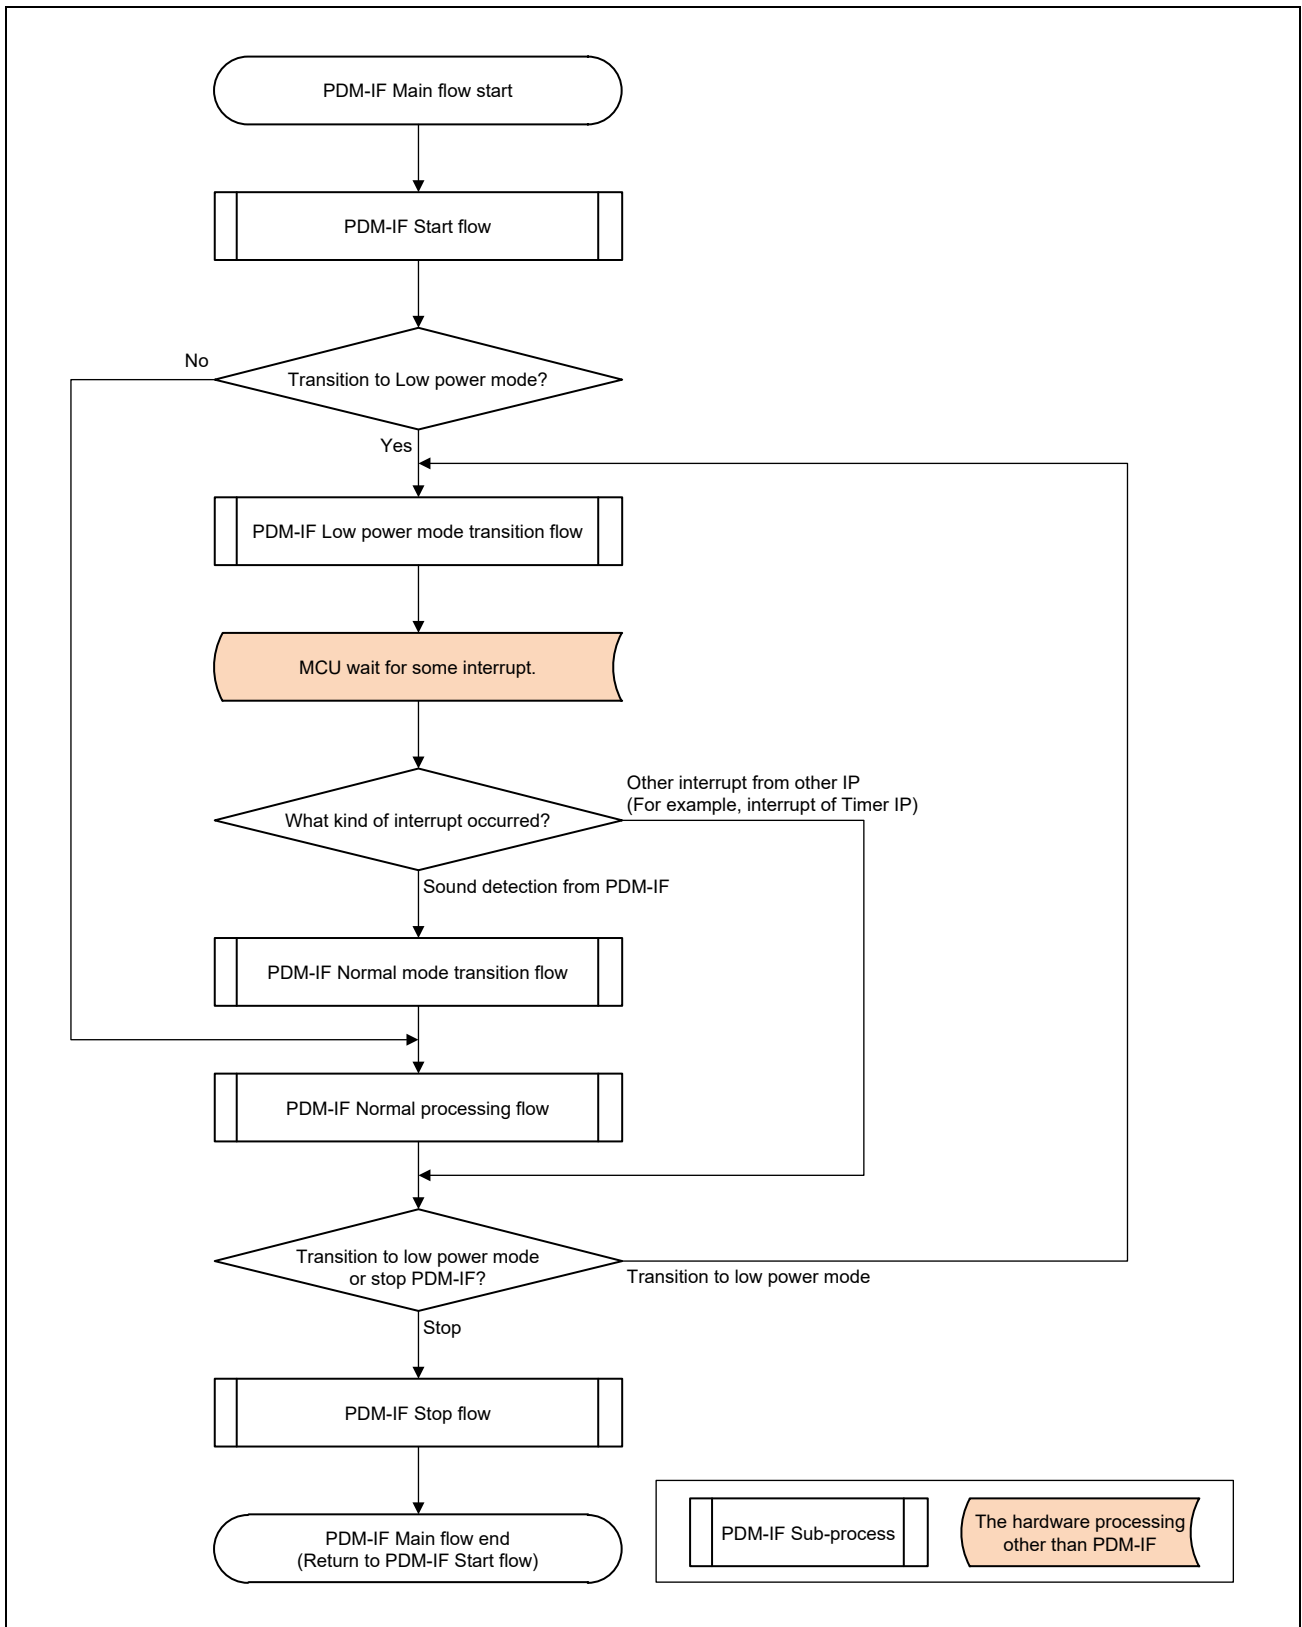 PDM-IF Main flow start
PDM-IF Start flow
No
Transition to Low power mode?
Yes
PDM-IF Low power mode transition flow
MCU wait for some interrupt.
Other interrupt from other IP
(For example, interrupt of Timer IP)
What kind of interrupt occurred?
Sound detection from PDM-IF
PDM-IF Normal mode transition flow
PDM-IF Normal processing flow
Transition to low power mode
or stop PDM-IF?
Transition to low power mode
Stop
PDM-IF Stop flow
PDM-IF Main flow end
(Return to PDM-IF Start flow)
PDM-IF Sub-process
The hardware processing
other than PDM-IF